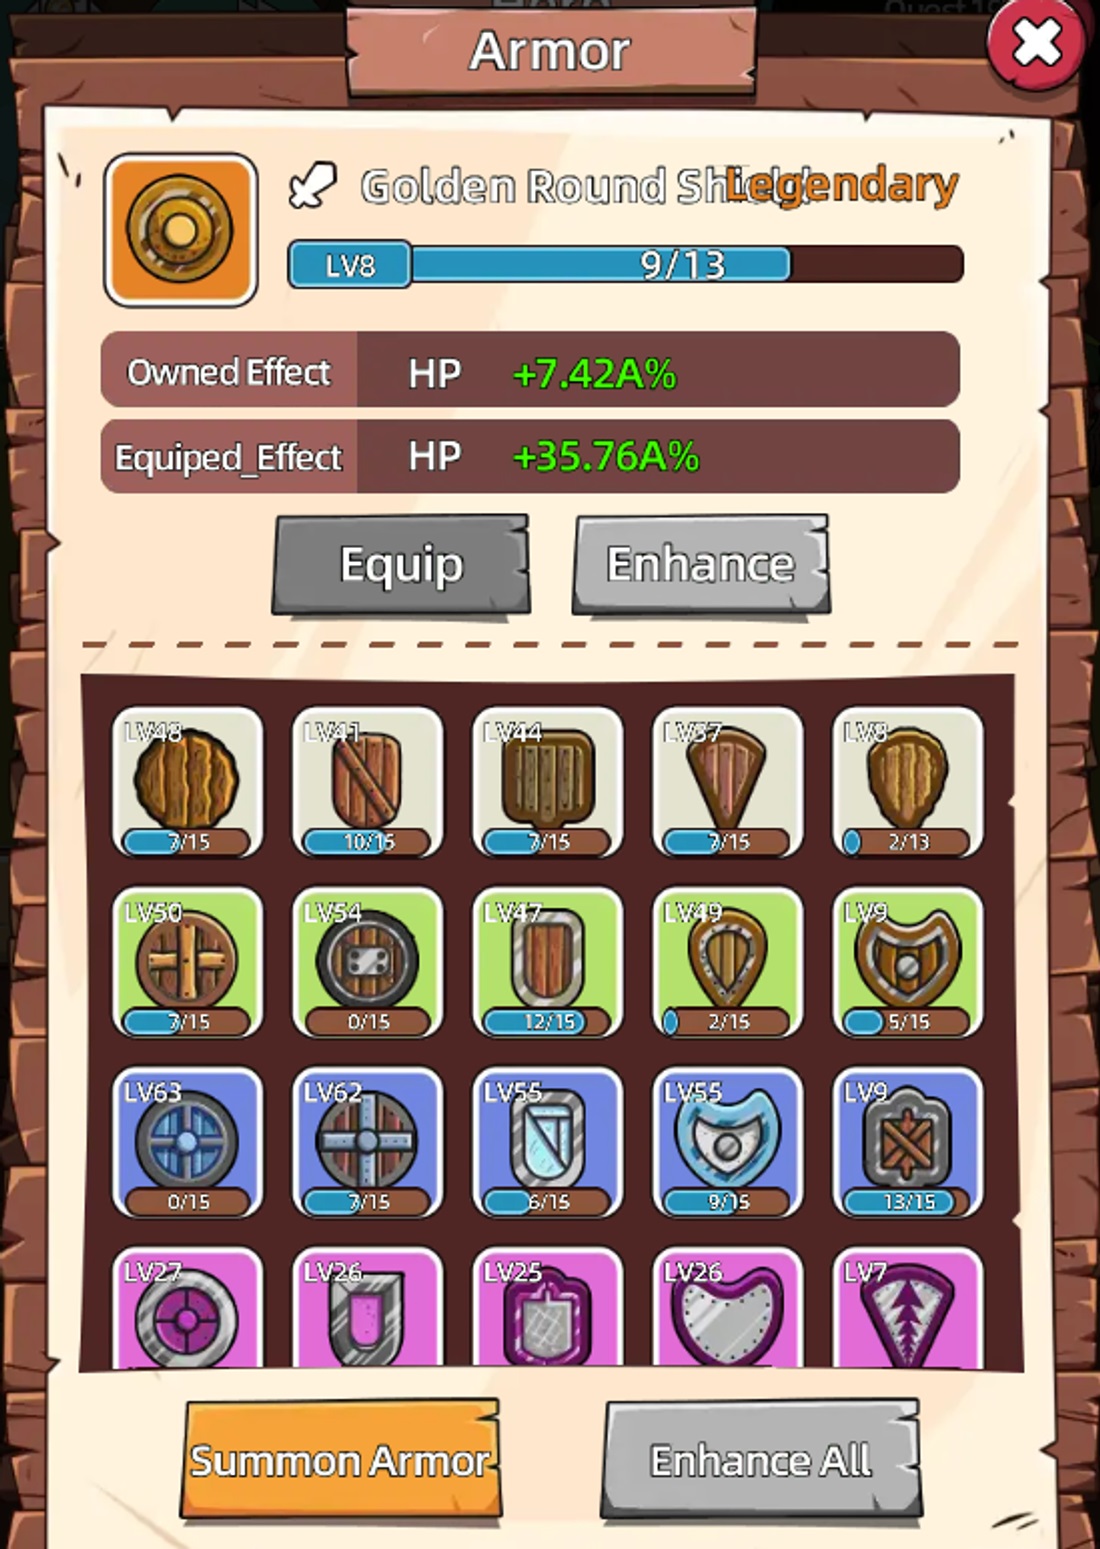 Armor
Golden Round Shield Legendary
LV8 9/13
Owned Effect HP +7.42A%
Equiped_Effect HP +35.76A%
Equip Enhance
LV48 LV41 LV44 LV37 LV8
7/15 10/15 7/15 7/15 2/13
LV50 LV54 LV47 LV49 LV9
7/15 0/15 12/15 2/15 5/15
LV63 LV62 LV55 LV55 LV9
0/15 7/15 6/15 9/15 13/15
LV27 LV26 LV25 LV26 LV7
Summon Armor Enhance All